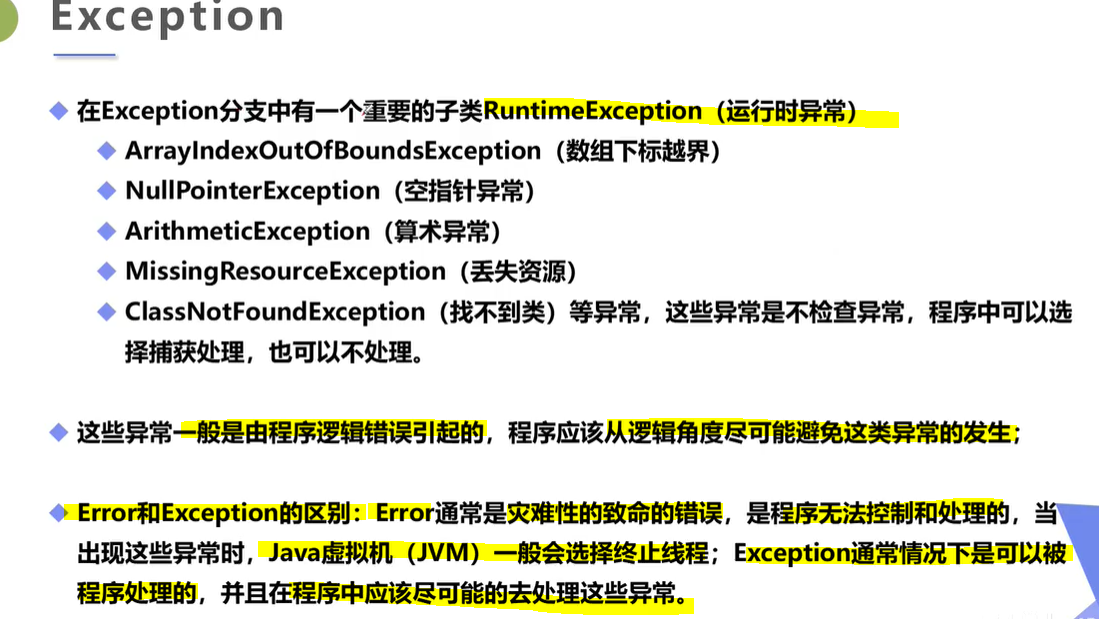 Exception
在Exception分支中有一个重要的子类RuntimeException（运行时异常）
ArrayIndexOutOfBoundsException（数组下标越界）
NullPointerException（空指针异常）
ArithmeticException（算术异常）
MissingResourceException（丢失资源）
ClassNotFoundException（找不到类）等异常，这些异常是不检查异常，程序中可以选
择捕获处理，也可以不处理。
这些异常一般是由程序逻辑错误引起的，程序应该从逻辑角度尽可能避免这类异常的发生；
Error和Exception的区别：Error通常是灾难性的致命的错误，是程序无法控制和处理的，当
出现这些异常时，Java虚拟机（JVM）一般会选择终止线程；Exception通常情况下是可以被
程序处理的，并且在程序中应该尽可能的去处理这些异常。